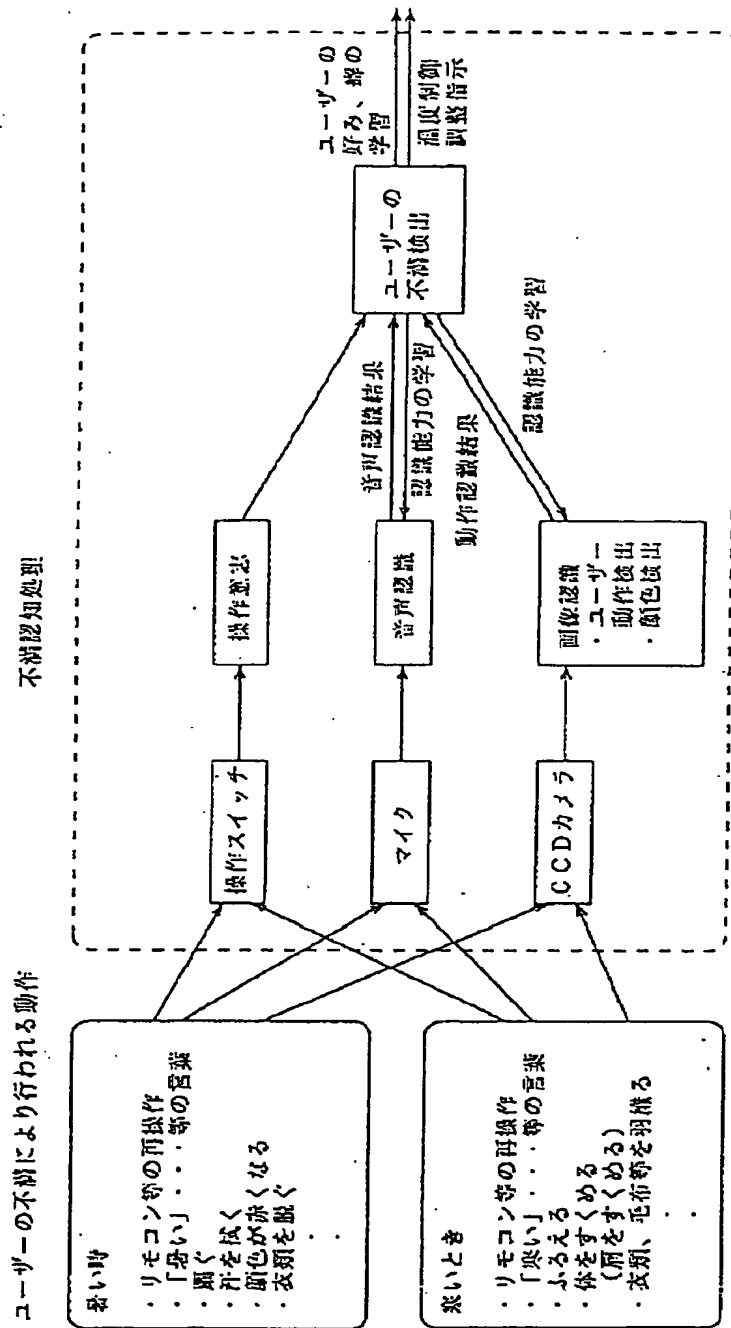 ユーザーの不満により行われる動作
暑い時
・リモコン等の再操作
・「暑い」・・・等の言葉
・扇ぐ
・汗を拭く
・顔色が赤くなる
・衣類を脱ぐ
寒いとき
・リモコン等の再操作
・「寒い」・・・等の言葉
・ふるえる
・体をすくめる
(肩をすくめる)
・衣類、毛布等を羽織る
不満認知処理
操作スイッチ
マイク
CCDカメラ
操作意志
音声認識
画像認識
・ユーザー
動作検出
・顔色検出
音声認識結果
認識能力の学習
動作認識結果
認識能力の学習
ユーザーの
不満検出
ユーザーの
好み、癖の
学習
温度制御
調整指示